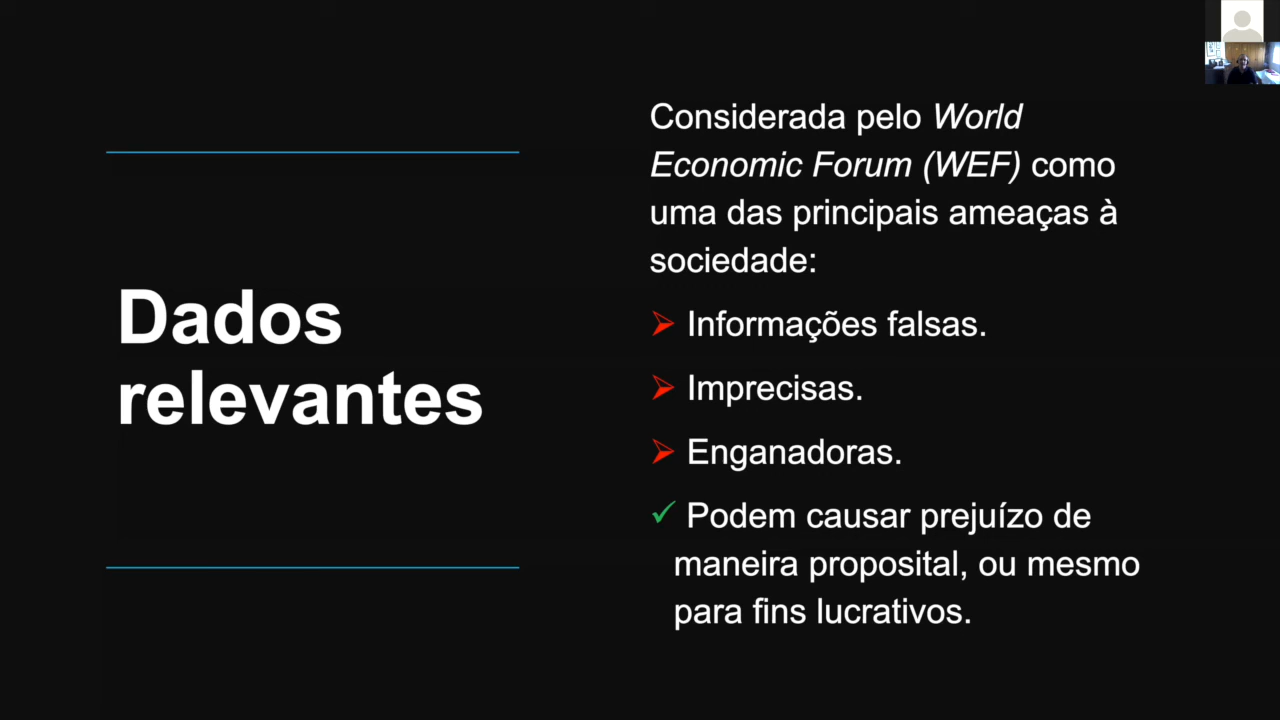 Dados
relevantes
Considerada pelo World
Economic Forum (WEF) como
uma das principais ameaças à
sociedade:
Informações falsas.
Imprecisas.
Enganadoras.
Podem causar prejuízo de
maneira proposital, ou mesmo
para fins lucrativos.